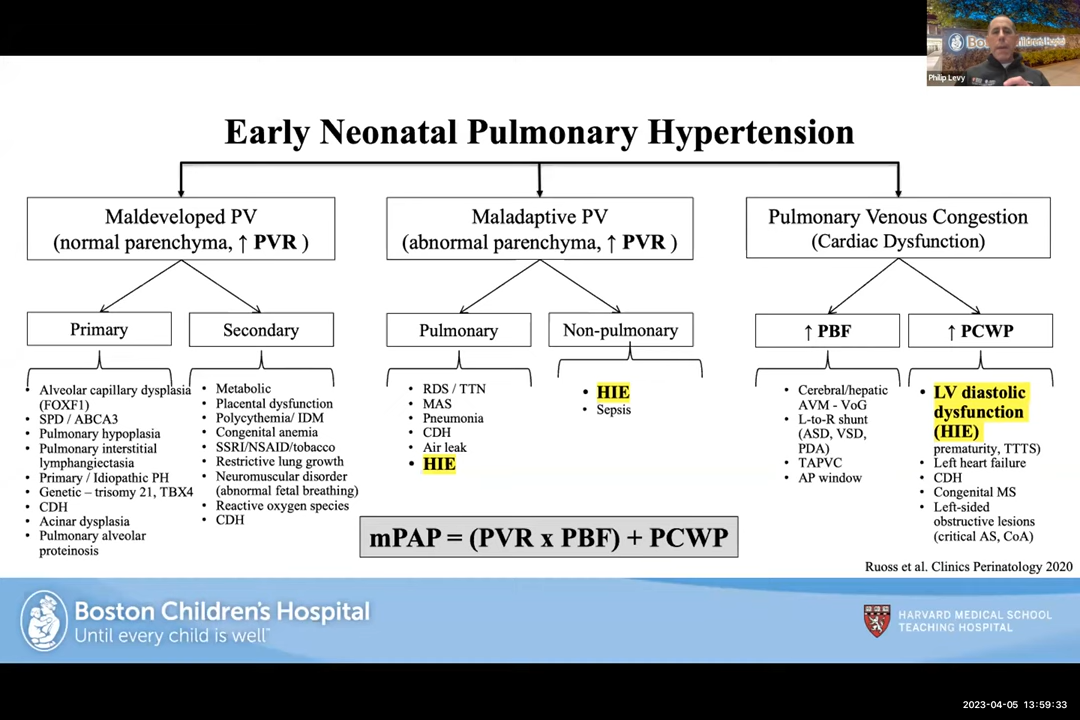 Boston Children's Hospital
Philip Levy
Early Neonatal Pulmonary Hypertension
Maldeveloped PV
(normal parenchyma, ↑ PVR )
Maladaptive PV
(abnormal parenchyma, ↑ PVR )
Pulmonary Venous Congestion
(Cardiac Dysfunction)
Primary
Secondary
Pulmonary
Non-pulmonary
↑ PBF
↑ PCWP
• Alveolar capillary dysplasia
(FOXF1)
• SPD / ABCA3
• Pulmonary hypoplasia
• Pulmonary interstitial
lymphangiectasia
• Primary / Idiopathic PH
• Genetic – trisomy 21, TBX4
• CDH
• Acinar dysplasia
• Pulmonary alveolar
proteinosis
• Metabolic
• Placental dysfunction
• Polycythemia/ IDM
• Congenital anemia
• SSRI/NSAID/tobacco
• Restrictive lung growth
• Neuromuscular disorder
(abnormal fetal breathing)
• Reactive oxygen species
• CDH
• RDS / TTN
• MAS
• Pneumonia
• CDH
• Air leak
• HIE
• HIE
• Sepsis
• Cerebral/hepatic
AVM - VoG
• L-to-R shunt
(ASD, VSD,
PDA)
• TAPVC
• AP window
• LV diastolic
dysfunction
(HIE)
prematurity, TTTS)
• Left heart failure
• CDH
• Congenital MS
• Left-sided
obstructive lesions
(critical AS, CoA)
mPAP = (PVR x PBF) + PCWP
Ruoss et al. Clinics Perinatology 2020
Boston Children's Hospital
Until every child is well™
HARVARD MEDICAL SCHOOL
TEACHING HOSPITAL
2023-04-05 13:59:33